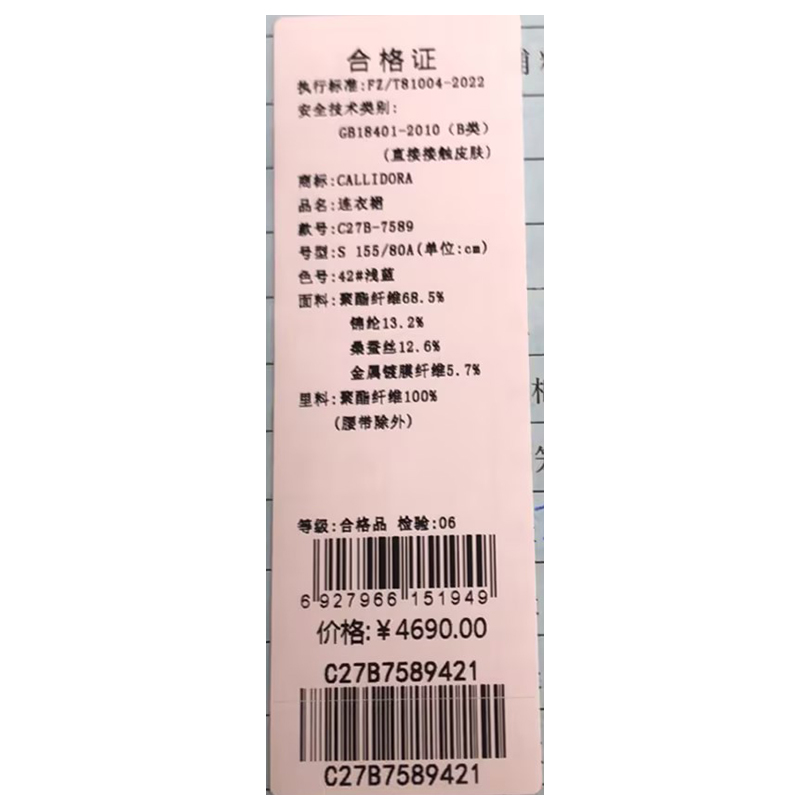 合格证
执行标准:FZ/T81004-2022
安全技术类别:
GB18401-2010（B类）
(直接接触皮肤)
商标:CALLIDORA
品名:连衣裙
款号:C27B-7589
号型:S 155/80A(单位:cm)
色号:42#浅蓝
面料:聚酯纤维68.5%
锦纶13.2%
桑蚕丝12.6%
金属镀膜纤维5.7%
里料:聚酯纤维100%
(腰带除外)
等级:合格品 检验:06
6 927966 151949
价格:￥4690.00
C27B7589421
C27B7589421